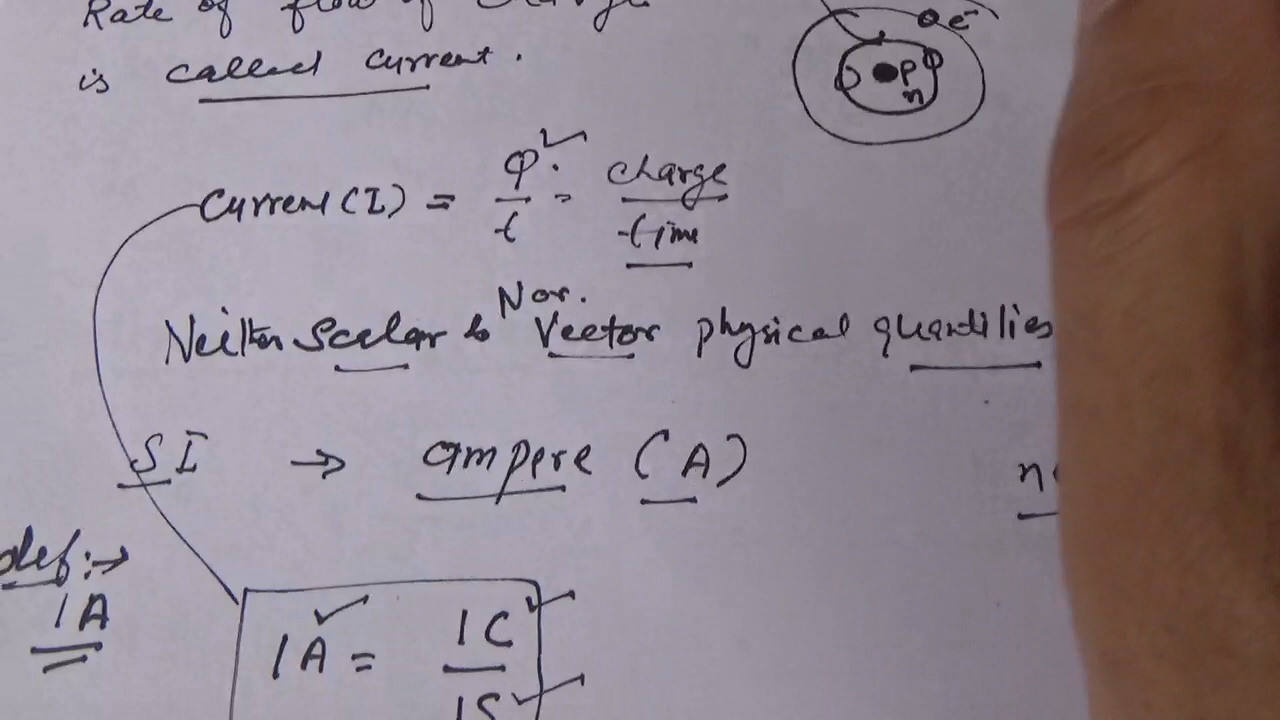 Rate of flow of charge
e⁻
is called current.
p
n
Current (I) = Q/t = charge/time
Nor.
Neither scalar & Vector physical quantities
SI → ampere (A)
def:→
1A
1A = 1C/1S